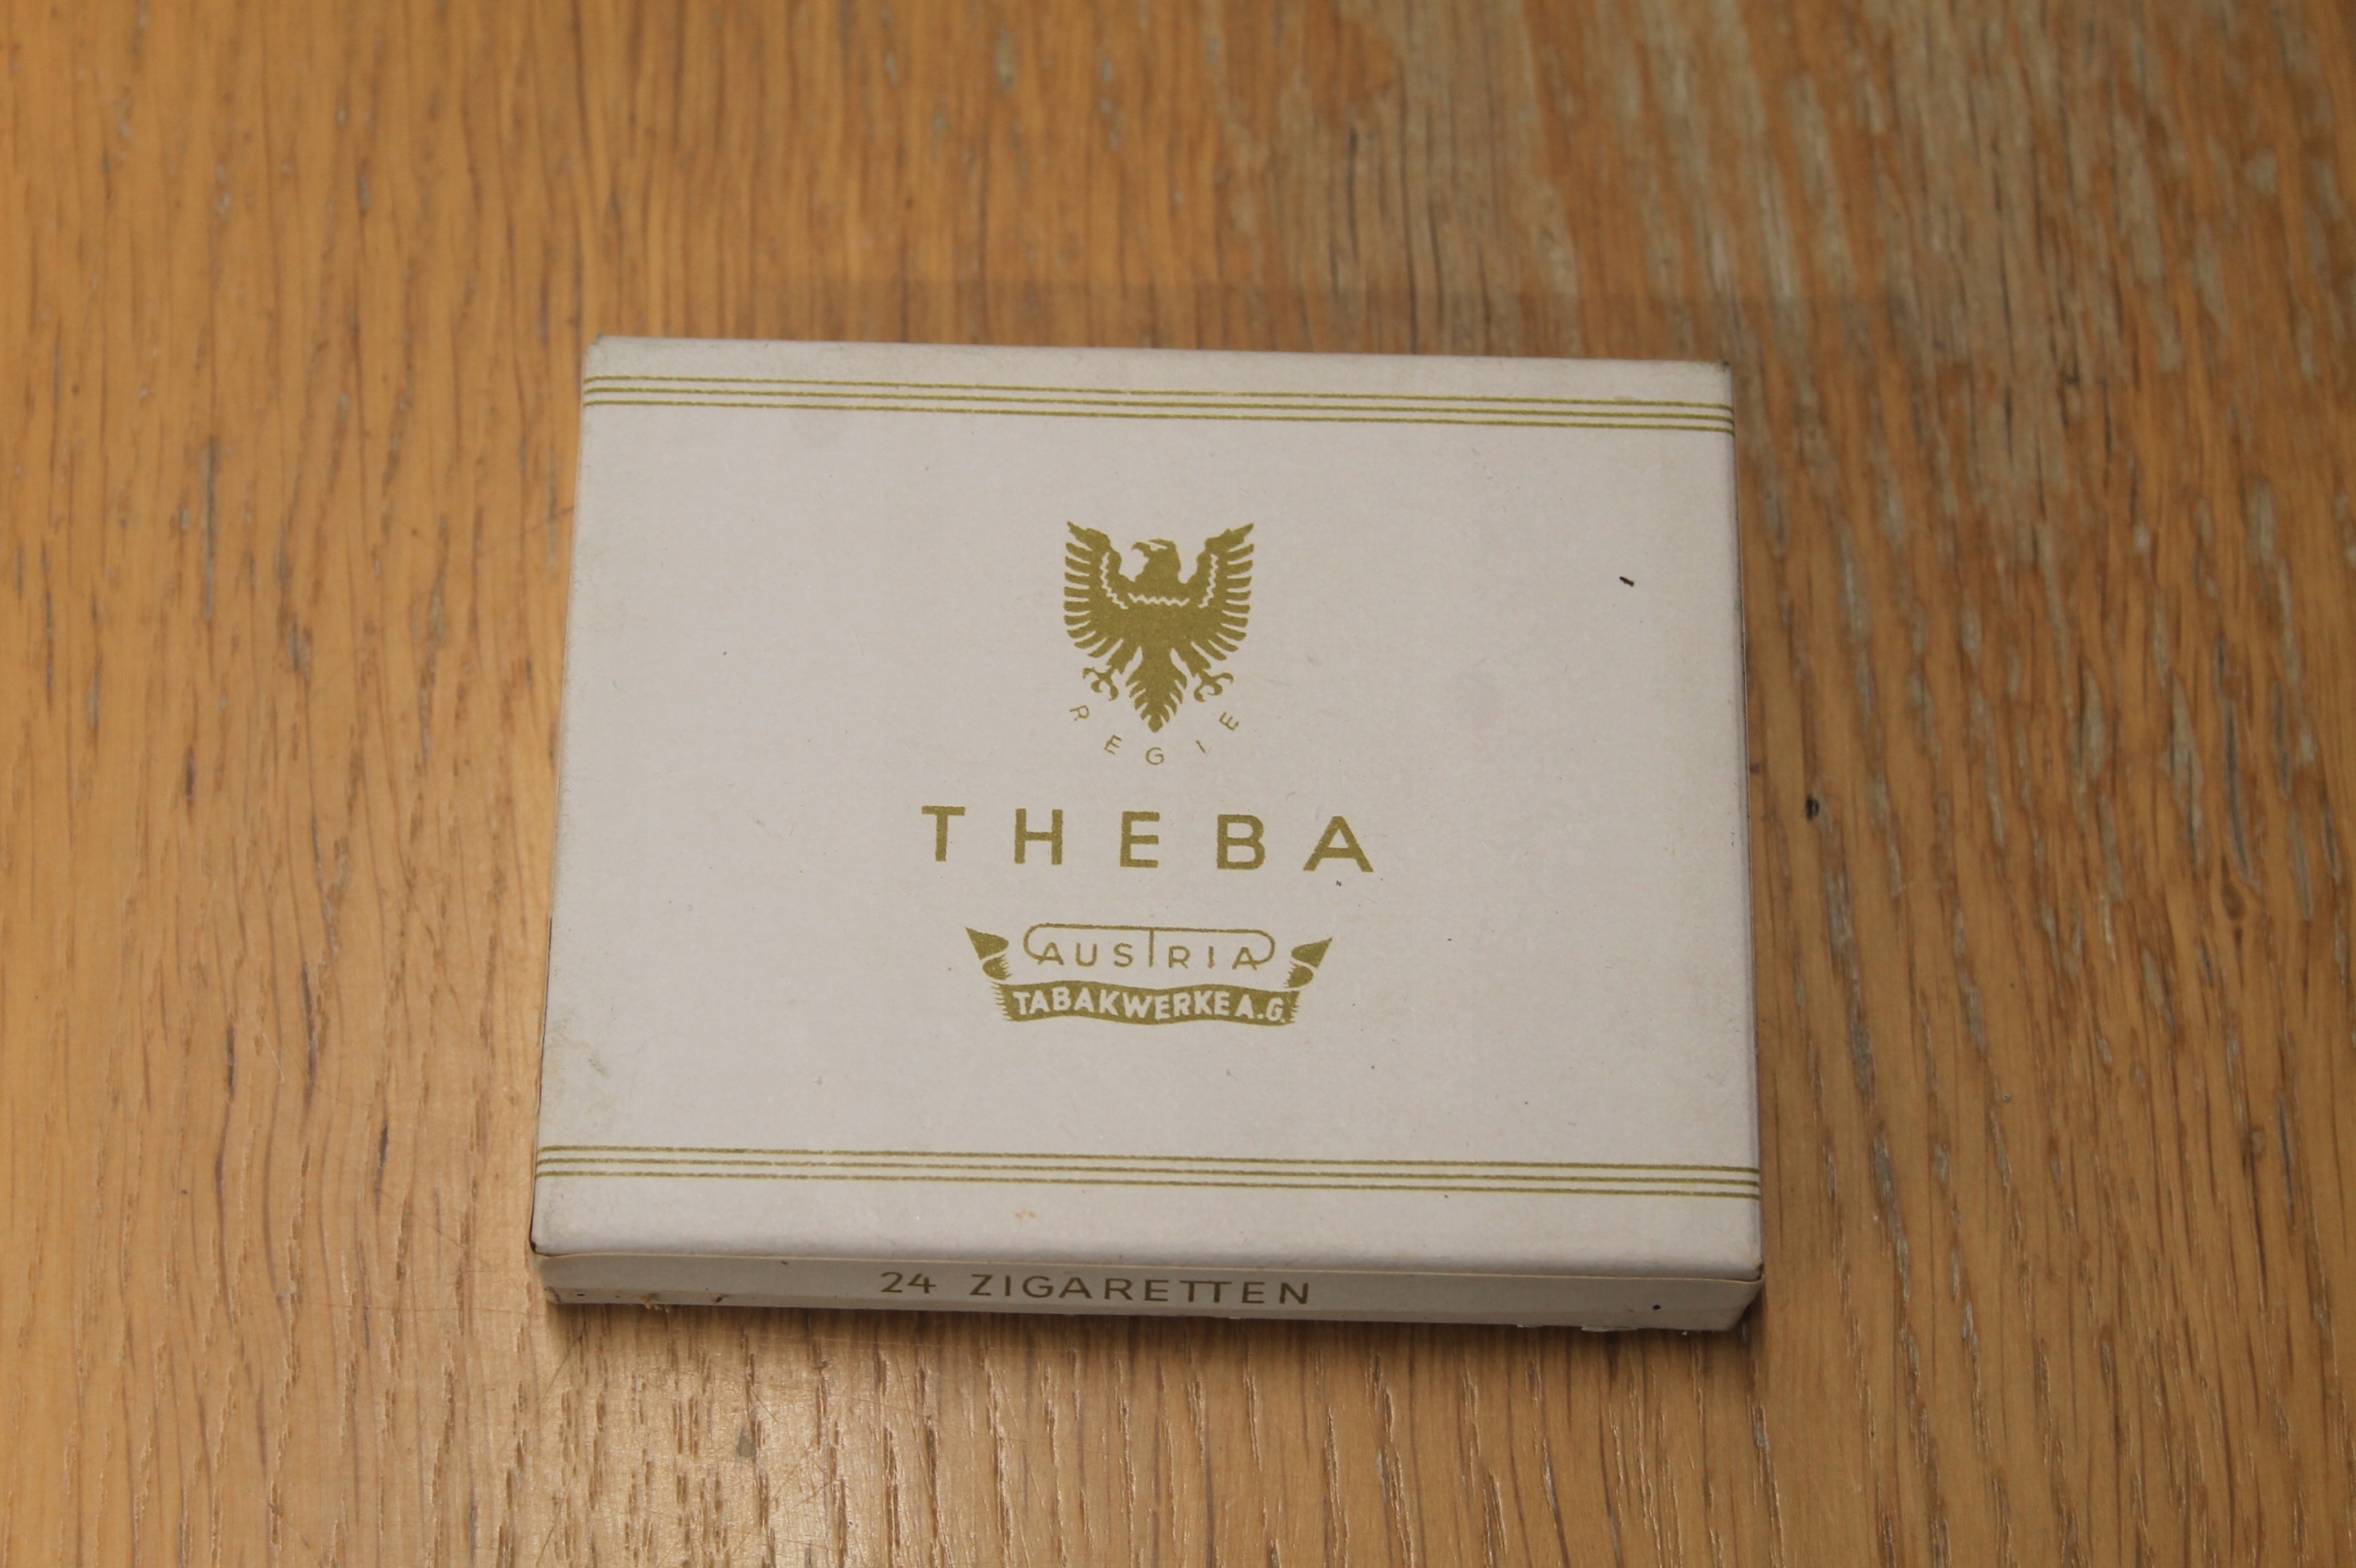 REGIE
THEBA
AUSTRIA
TABAKWERKE A.G.
24 ZIGARETTEN